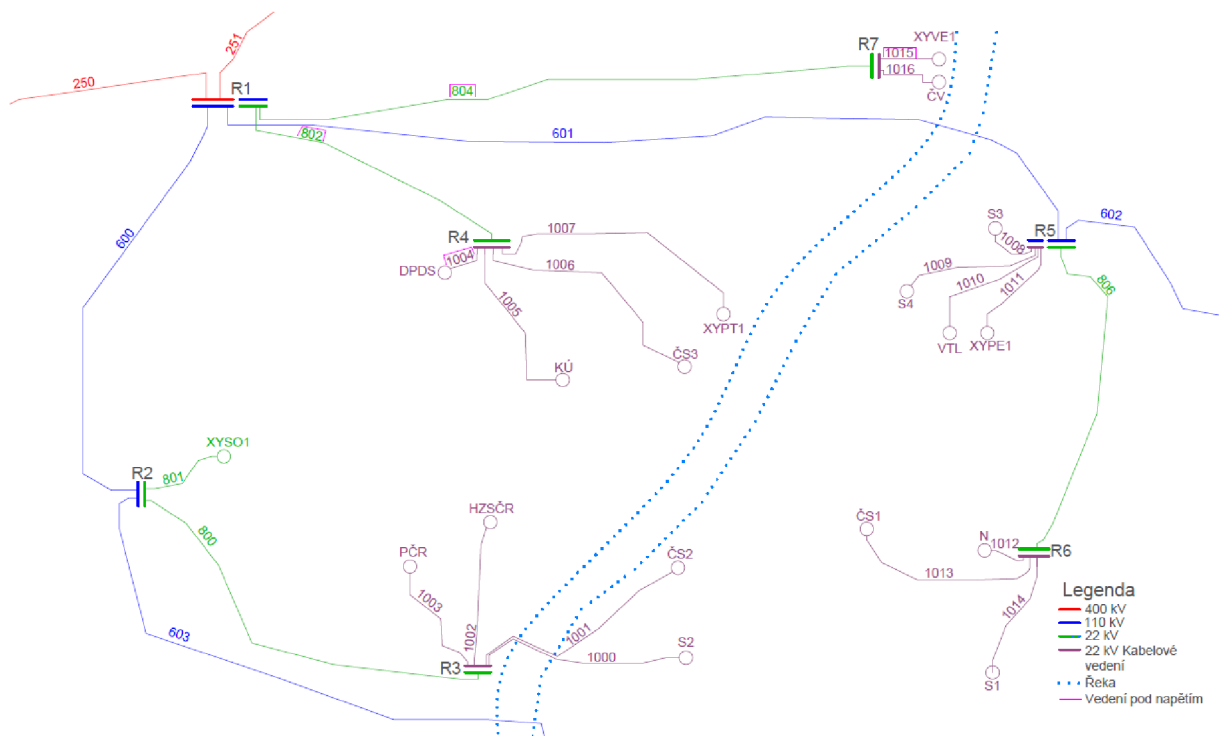 251
250
R1
804
802
601
600
R7
XYVE1
1015
1016
ČV
R4
1007
1004
DPDS
1006
1005
XYPT1
ČS3
KÚ
S3
R5
602
1008
1009
1010
1011
806
S4
VTL
XYPE1
XYSO1
R2
801
800
603
HZSČR
PČR
ČS2
1003
1002
1001
1000
S2
R3
ČS1
N
1012
R6
1013
1014
S1
Legenda
400 kV
110 kV
22 kV
22 kV Kabelové
vedení
Řeka
Vedení pod napětím